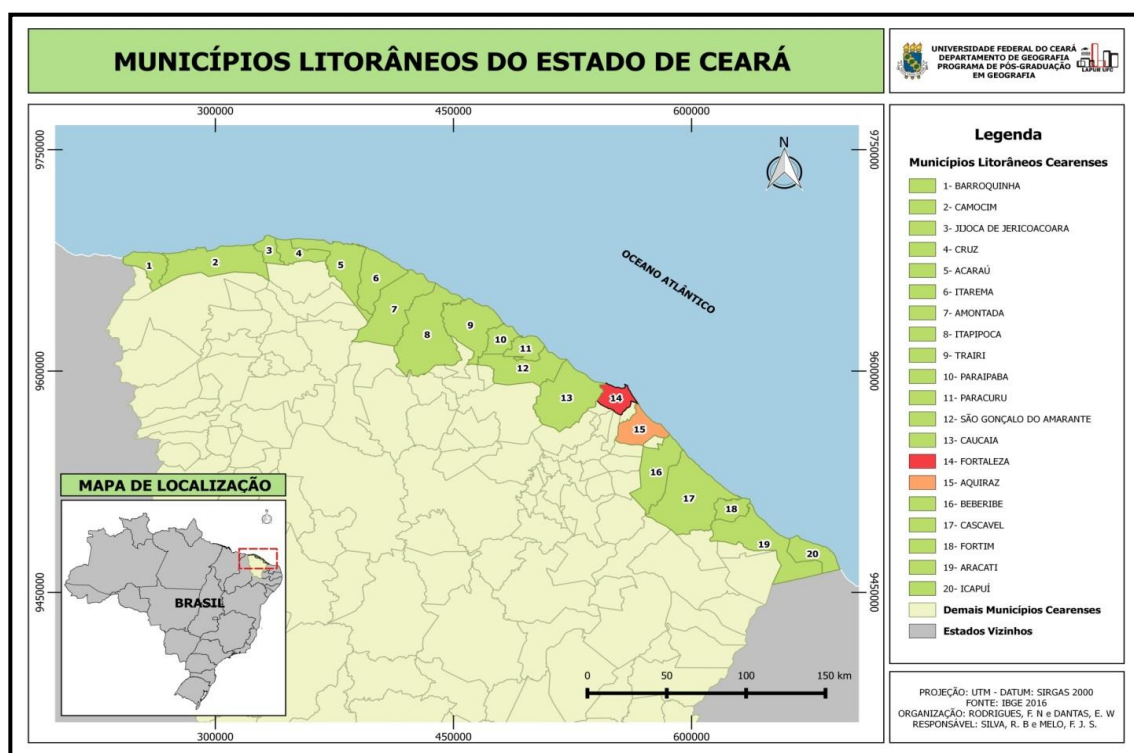 MUNICÍPIOS LITORÂNEOS DO ESTADO DE CEARÁ
UNIVERSIDADE FEDERAL DO CEARÁ
DEPARTAMENTO DE GEOGRAFIA
PROGRAMA DE PÓS-GRADUAÇÃO
EM GEOGRAFIA
LAPUR UFC
300000 450000 600000
9750000 9750000
N
OCEANO ATLÂNTICO
1 2 3 4 5 6 7 8 9 10 11 12 13 14 15 16 17 18 19 20
9600000 9600000
9450000 9450000
MAPA DE LOCALIZAÇÃO
BRASIL
0 50 100 150 km
300000 450000 600000
Legenda
Municípios Litorâneos Cearenses
1- BARROQUINHA
2- CAMOCIM
3- JIJOCA DE JERICOACOARA
4- CRUZ
5- ACARAÚ
6- ITAREMA
7- AMONTADA
8- ITAPIPOCA
9- TRAIRI
10- PARAIPABA
11- PARACURU
12- SÃO GONÇALO DO AMARANTE
13- CAUCAIA
14- FORTALEZA
15- AQUIRAZ
16- BEBERIBE
17- CASCAVEL
18- FORTIM
19- ARACATI
20- ICAPUÍ
Demais Municípios Cearenses
Estados Vizinhos
PROJEÇÃO: UTM - DATUM: SIRGAS 2000
FONTE: IBGE 2016
ORGANIZAÇÃO: RODRIGUES, F. N e DANTAS, E. W
RESPONSÁVEL: SILVA, R. B e MELO, F. J. S.